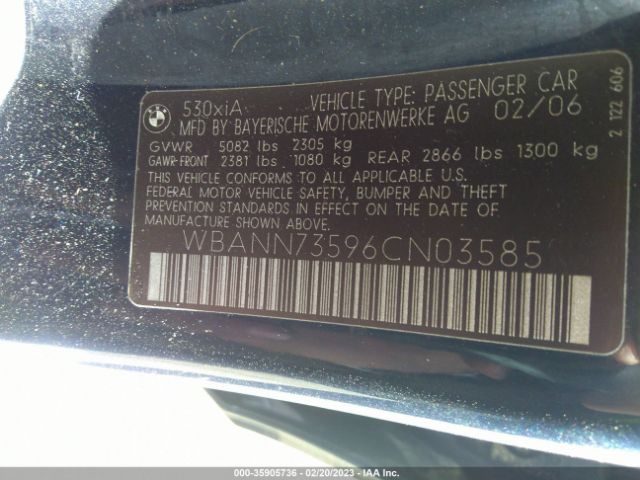 BMW
530xiA VEHICLE TYPE: PASSENGER CAR
MFD BY BAYERISCHE MOTORENWERKE AG 02/06
GVWR 5082 lbs 2305 kg
GAWR-FRONT 2381 lbs 1080 kg REAR 2866 lbs 1300 kg
THIS VEHICLE CONFORMS TO ALL APPLICABLE U.S.
FEDERAL MOTOR VEHICLE SAFETY, BUMPER AND THEFT
PREVENTION STANDARDS IN EFFECT ON THE DATE OF
MANUFACTURE SHOWN ABOVE.
WBANN73596CN03585
2 122 606
000-35905736 - 02/20/2023 - IAA Inc.